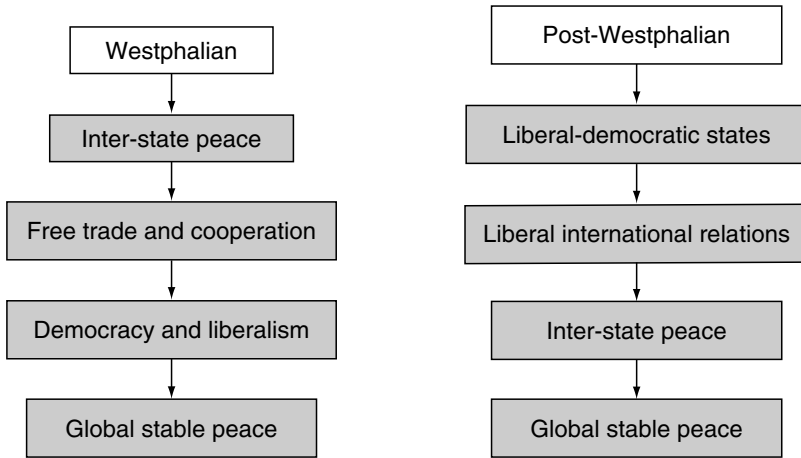 Westphalian
Inter-state peace
Free trade and cooperation
Democracy and liberalism
Global stable peace
Post-Westphalian
Liberal-democratic states
Liberal international relations
Inter-state peace
Global stable peace